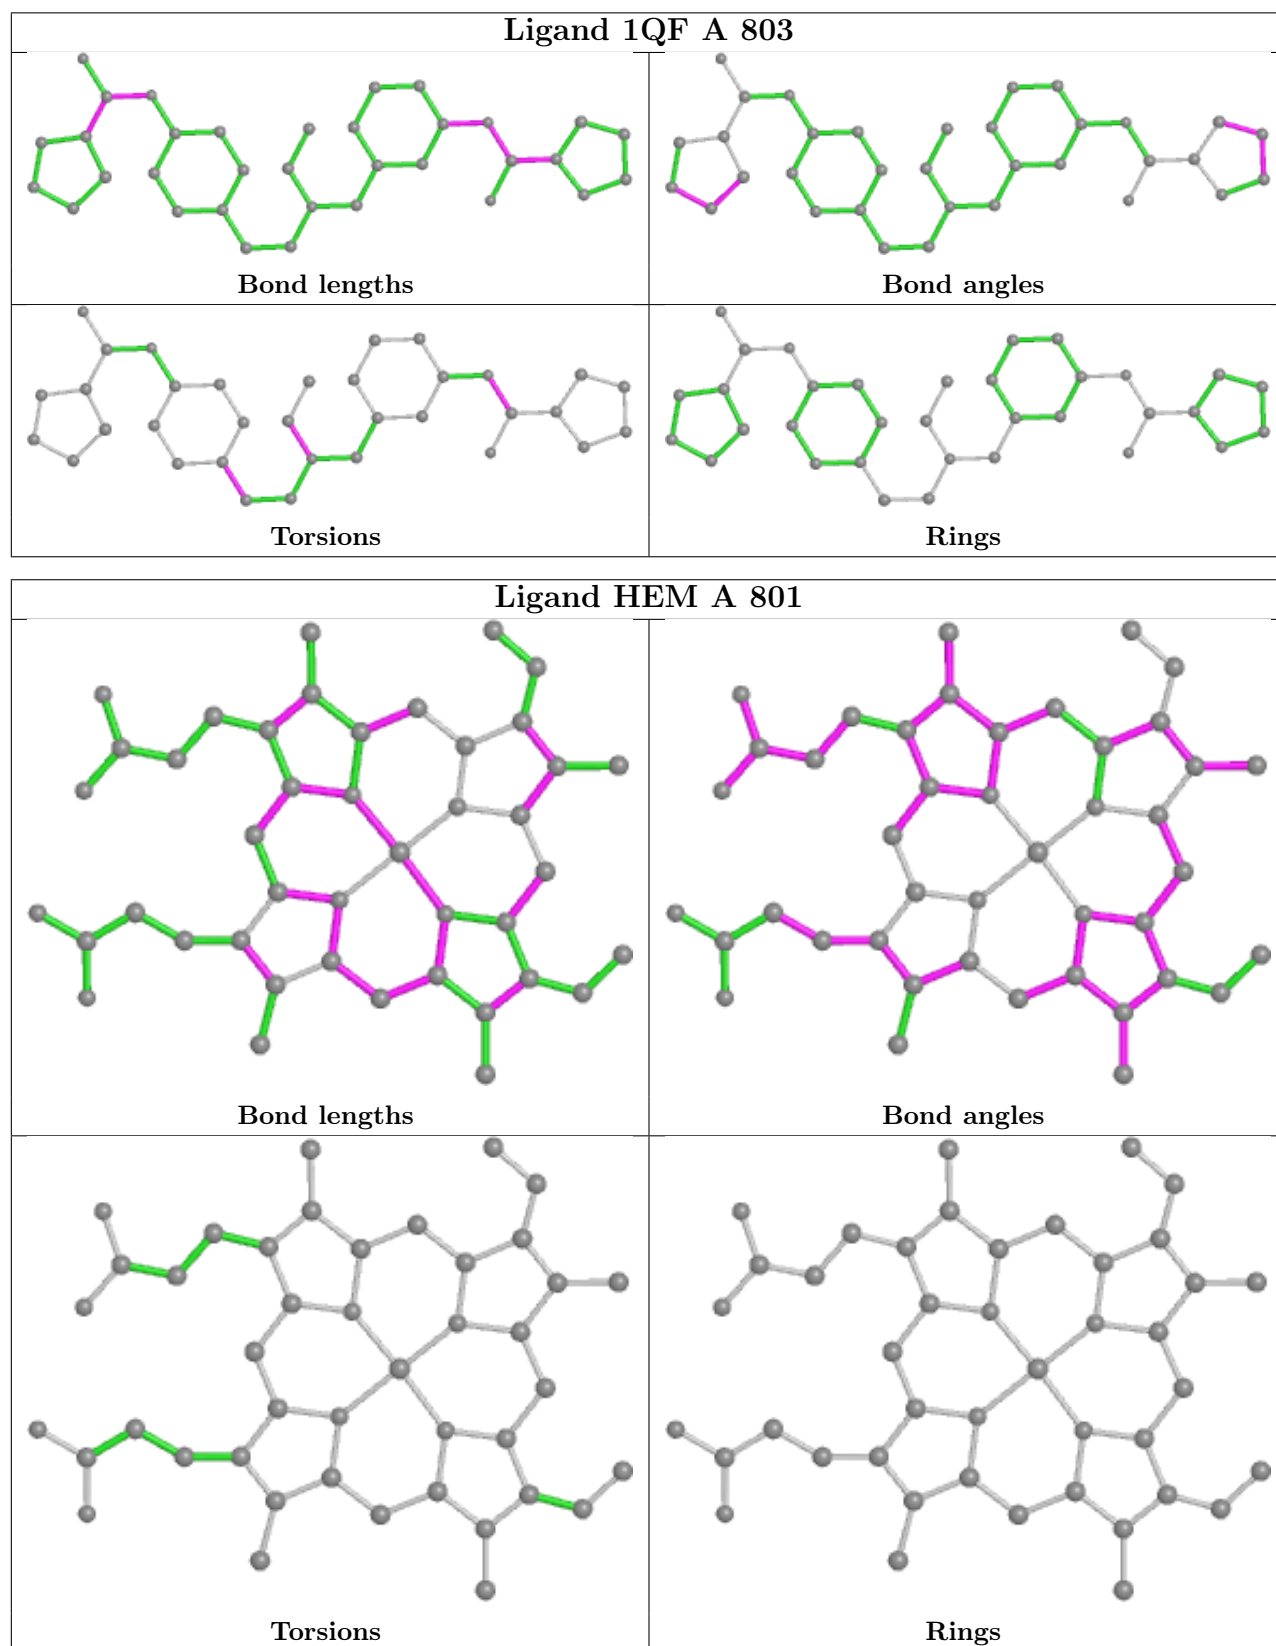 Ligand 1QF A 803
Bond lengths
Bond angles
Torsions
Rings
Ligand HEM A 801
Bond lengths
Bond angles
Torsions
Rings